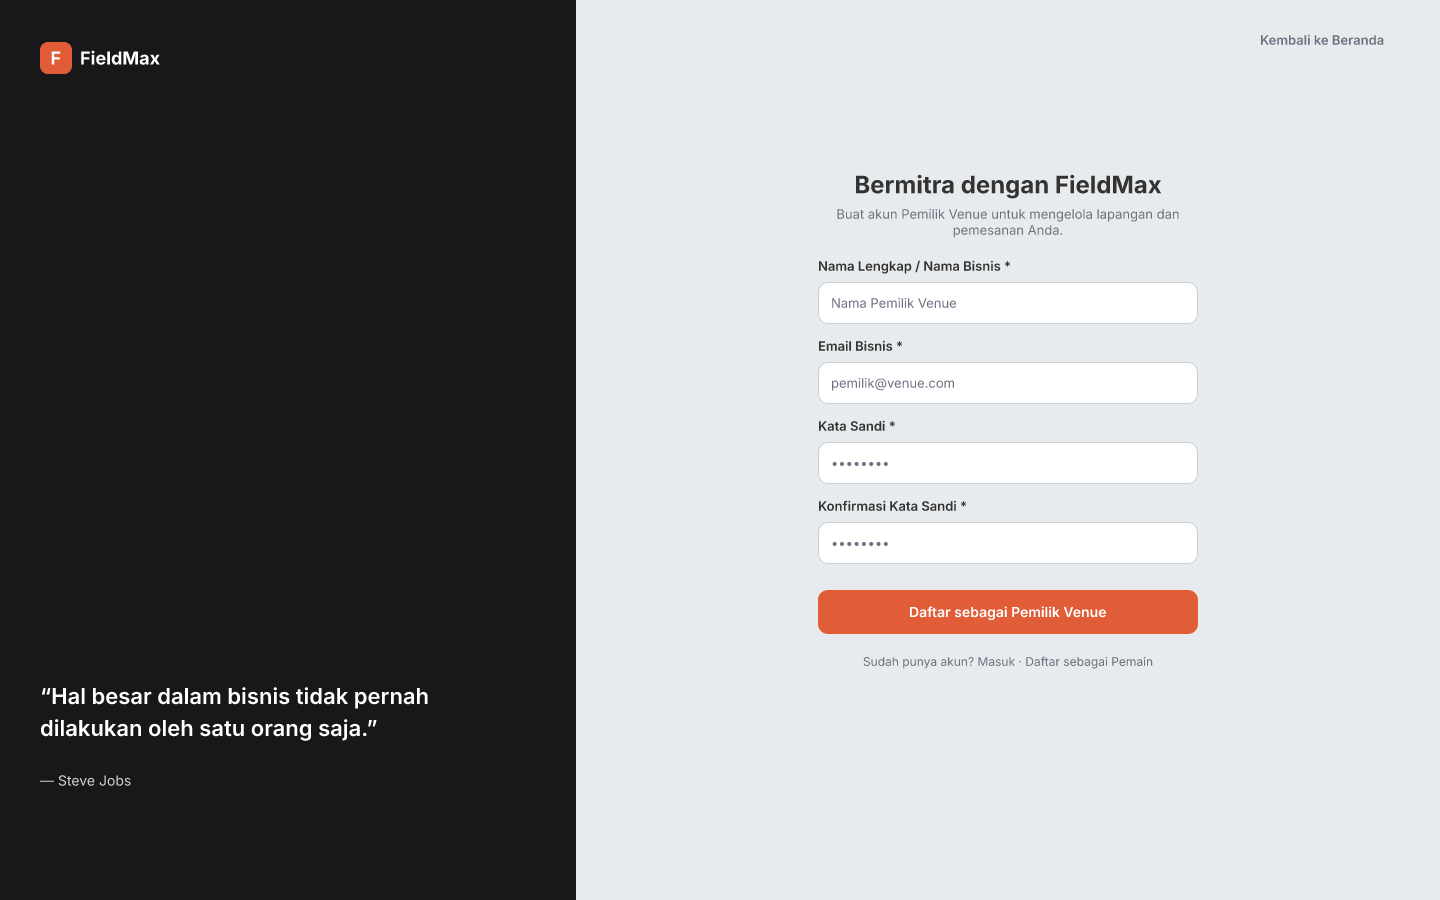 F FieldMax
Kembali ke Beranda
Bermitra dengan FieldMax
Buat akun Pemilik Venue untuk mengelola lapangan dan
pemesanan Anda.
Nama Lengkap / Nama Bisnis *
Nama Pemilik Venue
Email Bisnis *
pemilik@venue.com
Kata Sandi *
••••••••
Konfirmasi Kata Sandi *
••••••••
Daftar sebagai Pemilik Venue
Sudah punya akun? Masuk · Daftar sebagai Pemain
“Hal besar dalam bisnis tidak pernah
dilakukan oleh satu orang saja.”
— Steve Jobs